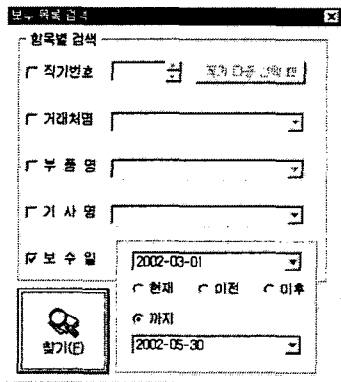 보수 목록 검색
항목별 검색
직기번호
거래처명
부 품 명
기 사 명
보 수 일
2002-03-01
현재 이전 이후
까지
2002-05-30
찾기(F)